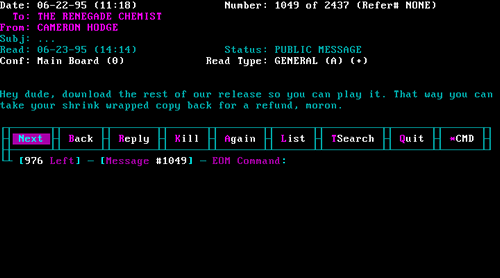 Date: 06-22-95 (11:18) Number: 1049 of 2437 (Refer# NONE)
To: THE RENEGADE CHEMIST
From: CAMERON HODGE
Subj: ...
Read: 06-23-95 (14:14) Status: PUBLIC MESSAGE
Conf: Main Board (0) Read Type: GENERAL (A) (+)
Hey dude, download the rest of our release so you can play it. That way you can
take your shrink wrapped copy back for a refund, moron.
Next Back Reply Kill Again List TSearch Quit =CMD
[976 Left] - [Message #1049] - EOM Command: